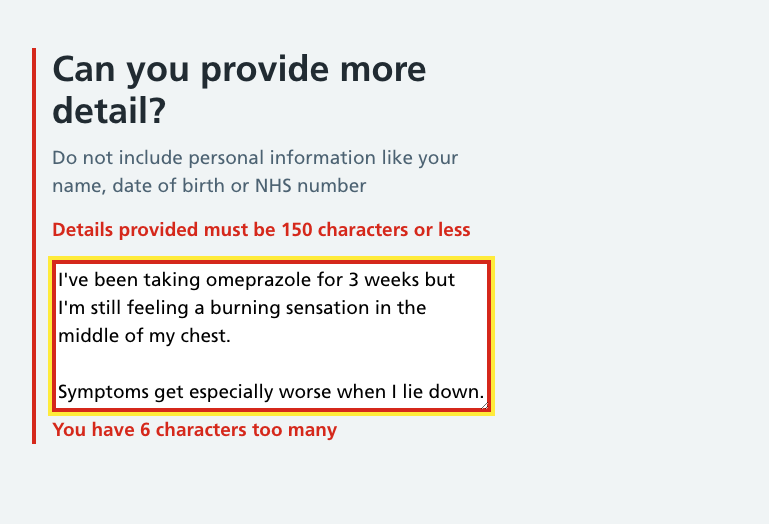 Can you provide more
detail?
Do not include personal information like your
name, date of birth or NHS number
Details provided must be 150 characters or less
I've been taking omeprazole for 3 weeks but
I'm still feeling a burning sensation in the
middle of my chest.
Symptoms get especially worse when I lie down.
You have 6 characters too many